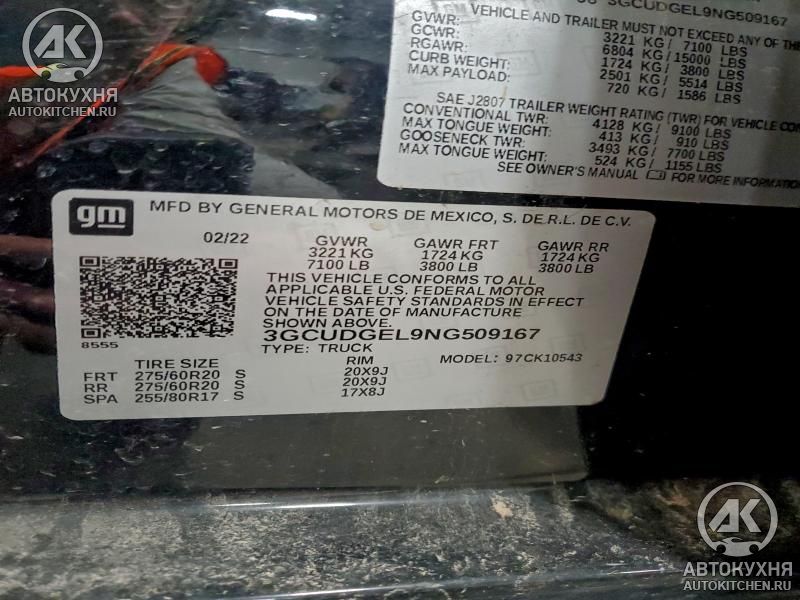 3GCUDGEL9NG509167
VEHICLE AND TRAILER MUST NOT EXCEED ANY OF THE
GVWR: 3221 KG / 7100 LBS
GCWR: 6804 KG / 15000 LBS
RGAWR: 1724 KG / 3800 LBS
CURB WEIGHT: 2501 KG / 5514 LBS
MAX PAYLOAD: 720 KG / 1586 LBS
SAE J2807 TRAILER WEIGHT RATING (TWR) FOR VEHICLE CON
CONVENTIONAL TWR: 4128 KG / 9100 LBS
MAX TONGUE WEIGHT: 413 KG / 910 LBS
GOOSENECK TWR: 3493 KG / 7700 LBS
MAX TONGUE WEIGHT: 524 KG / 1155 LBS
SEE OWNER'S MANUAL FOR MORE INFORMATION
gm MFD BY GENERAL MOTORS DE MEXICO, S. DE R.L. DE C.V.
02/22 GVWR GAWR FRT GAWR RR
3221 KG 1724 KG 1724 KG
7100 LB 3800 LB 3800 LB
THIS VEHICLE CONFORMS TO ALL
APPLICABLE U.S. FEDERAL MOTOR
VEHICLE SAFETY STANDARDS IN EFFECT
ON THE DATE OF MANUFACTURE
SHOWN ABOVE.
8555
3GCUDGEL9NG509167
TYPE: TRUCK MODEL: 97CK10543
TIRE SIZE RIM
FRT 275/60R20 S 20X9J
RR 275/60R20 S 20X9J
SPA 255/80R17 S 17X8J
АК
АВТОКУХНЯ
AUTOKITCHEN.RU
АК
АВТОКУХНЯ
AUTOKITCHEN.RU